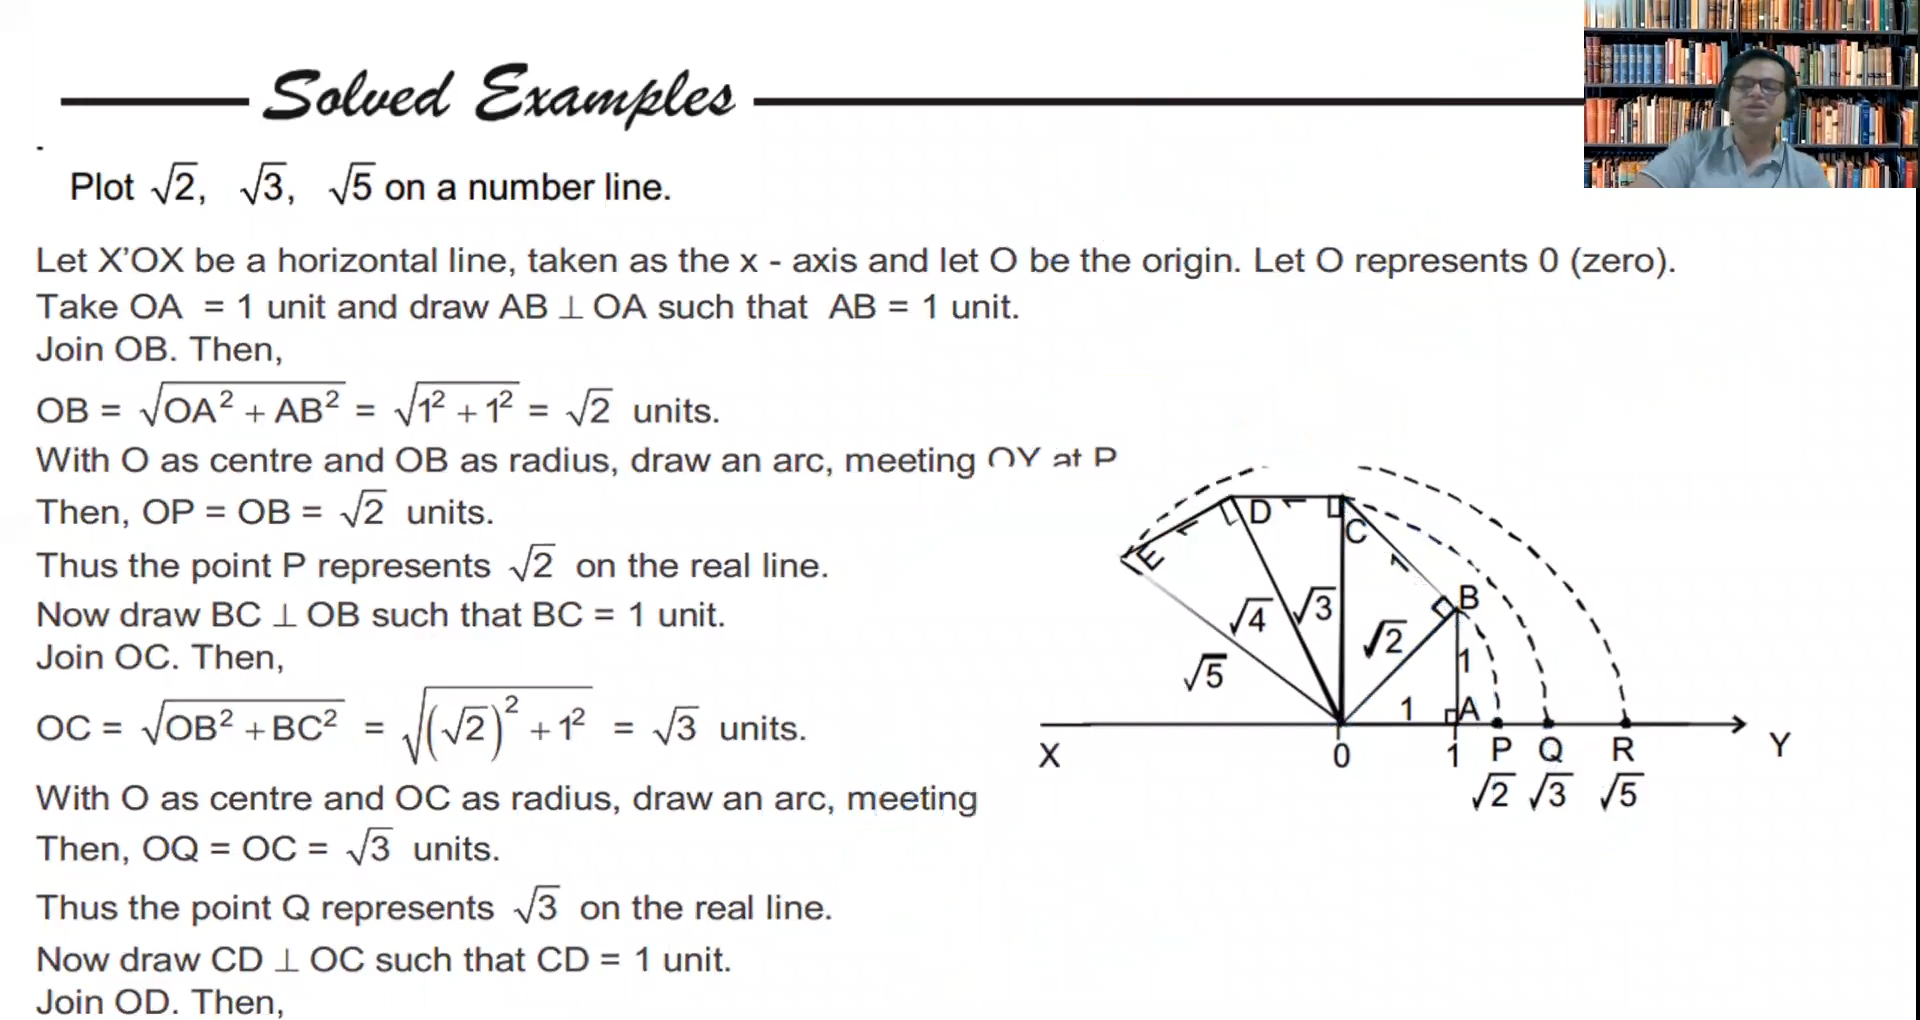 Solved Examples
Plot √2, √3, √5 on a number line.
Let X'OX be a horizontal line, taken as the x - axis and let O be the origin. Let O represents 0 (zero).
Take OA = 1 unit and draw AB ⊥ OA such that AB = 1 unit.
Join OB. Then,
OB = √(OA² + AB²) = √(1² + 1²) = √2 units.
With O as centre and OB as radius, draw an arc, meeting OY at P
Then, OP = OB = √2 units.
Thus the point P represents √2 on the real line.
Now draw BC ⊥ OB such that BC = 1 unit.
Join OC. Then,
OC = √(OB² + BC²) = √((√2)² + 1²) = √3 units.
With O as centre and OC as radius, draw an arc, meeting
Then, OQ = OC = √3 units.
Thus the point Q represents √3 on the real line.
Now draw CD ⊥ OC such that CD = 1 unit.
Join OD. Then,
D 1 C
1 E
1
B
√4 √3 √2
√5
1
1 A
X 0 1 P Q R Y
√2 √3 √5